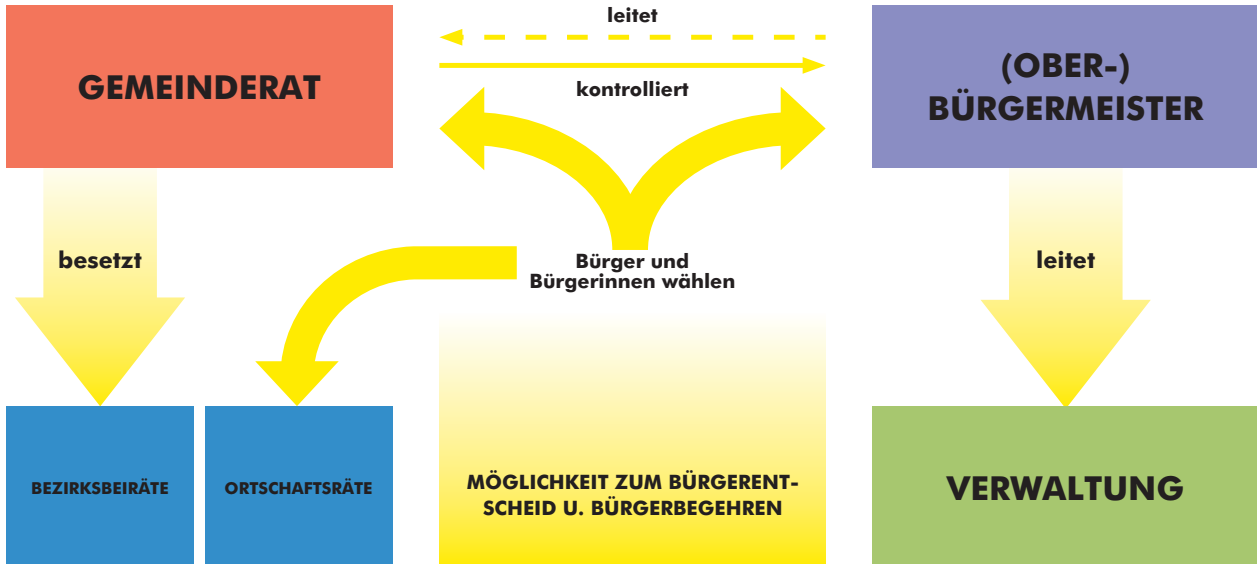 leitet
GEMEINDERAT
kontrolliert
(OBER-)
BÜRGERMEISTER
besetzt
Bürger und
Bürgerinnen wählen
leitet
BEZIRKSBEIRÄTE
ORTSCHAFTSRÄTE
MÖGLICHKEIT ZUM BÜRGERENT-
SCHEID U. BÜRGERBEGEHREN
VERWALTUNG